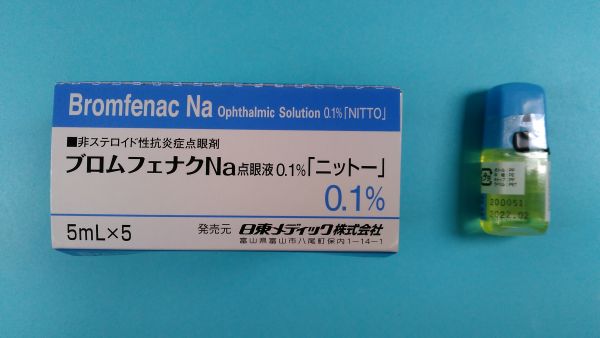 Bromfenac Na Ophthalmic Solution 0.1%「NITTO」
■非ステロイド性抗炎症点眼剤
ブロムフェナクNa点眼液0.1%「ニットー」
0.1%
5mL×5
発売元 日東メディック株式会社
富山県富山市八尾町保内1-14-1
200051
2022.02